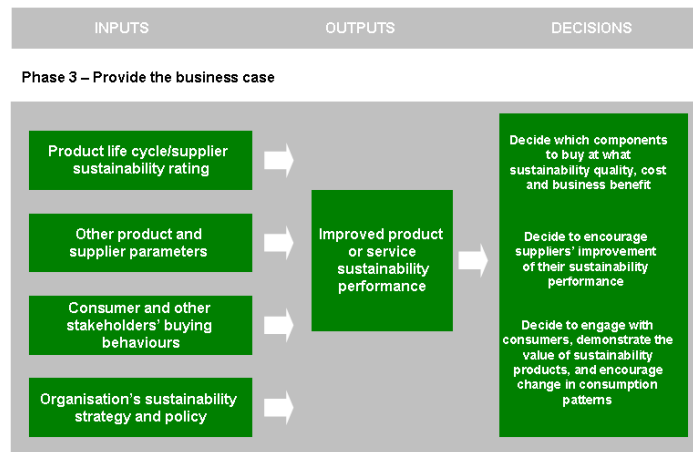 INPUTS
OUTPUTS
DECISIONS
Phase 3 – Provide the business case
Product life cycle/supplier
sustainability rating
Other product and
supplier parameters
Consumer and other
stakeholders' buying
behaviours
Organisation's sustainability
strategy and policy
Improved product
or service
sustainability
performance
Decide which components
to buy at what
sustainability quality, cost
and business benefit
Decide to encourage
suppliers' improvement
of their sustainability
performance
Decide to engage with
consumers, demonstrate the
value of sustainability
products, and encourage
change in consumption
patterns